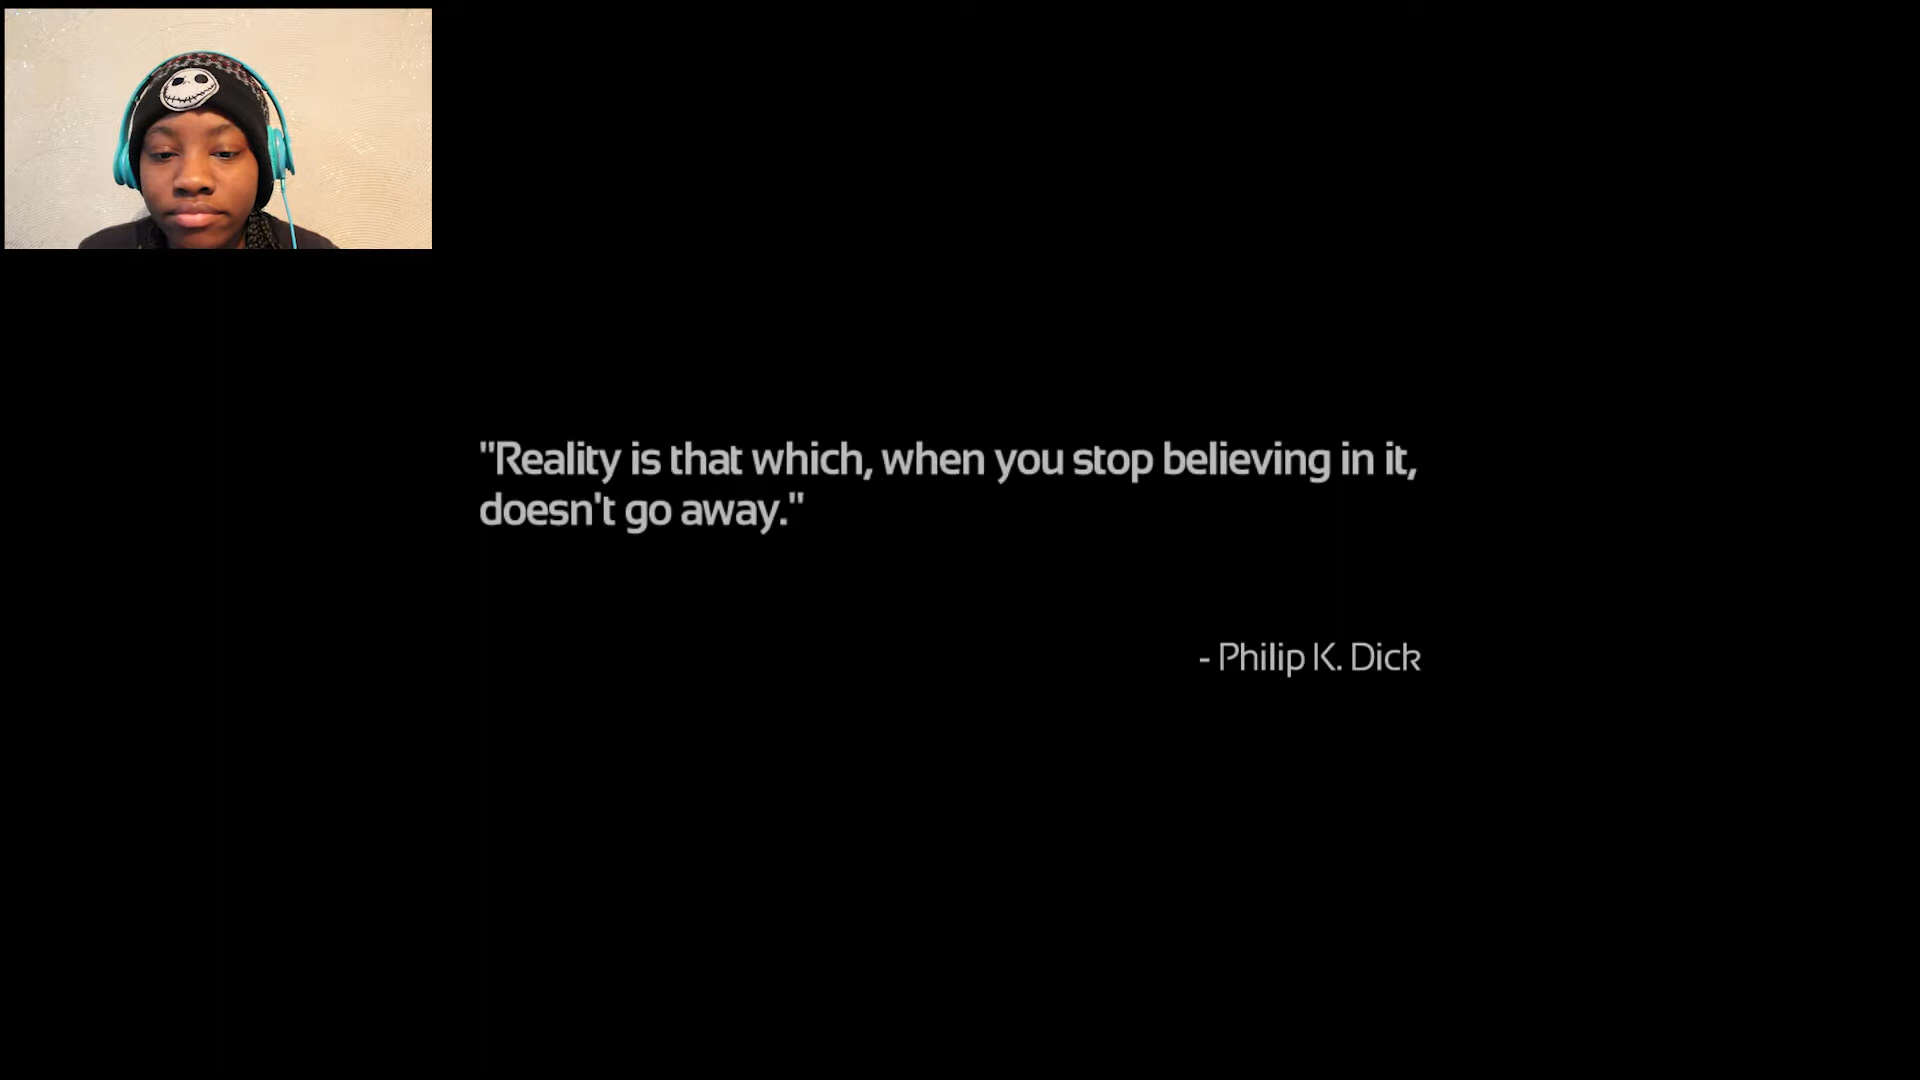 "Reality is that which, when you stop believing in it,
doesn't go away."
- Philip K. Dick